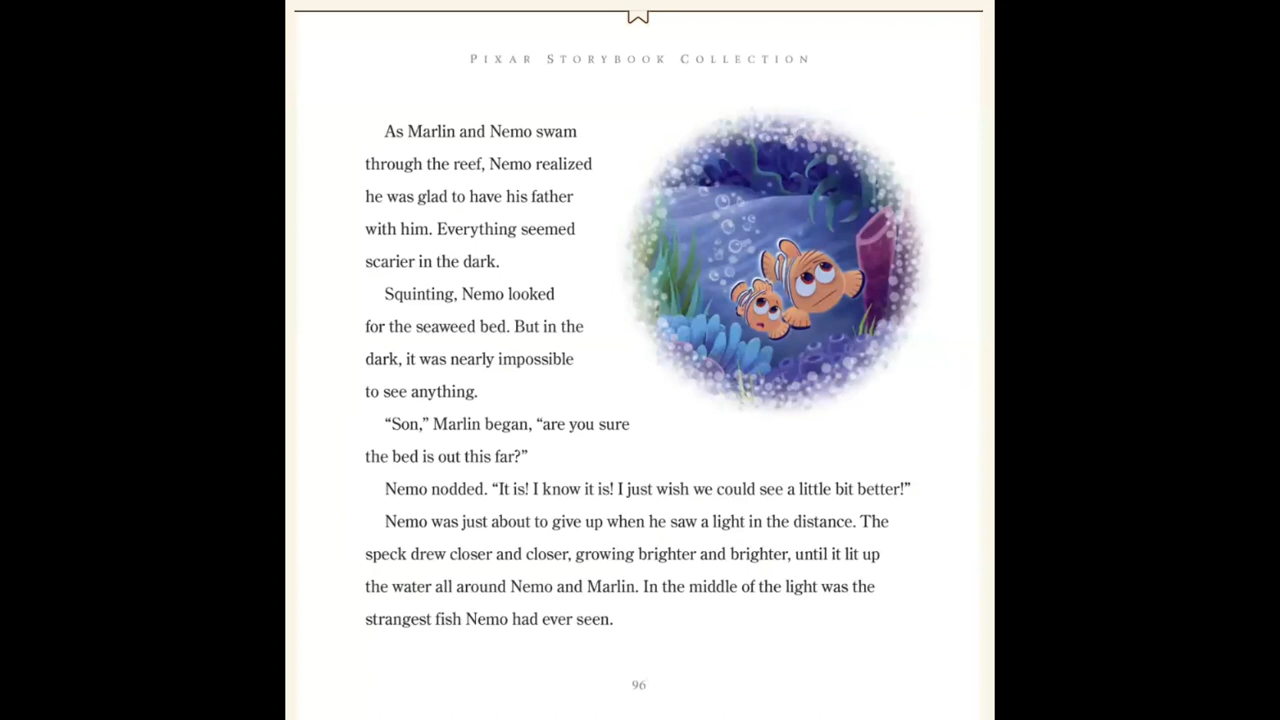 PIXAR STORYBOOK COLLECTION
As Marlin and Nemo swam
through the reef, Nemo realized
he was glad to have his father
with him. Everything seemed
scarier in the dark.
Squinting, Nemo looked
for the seaweed bed. But in the
dark, it was nearly impossible
to see anything.
“Son,” Marlin began, “are you sure
the bed is out this far?”
Nemo nodded. “It is! I know it is! I just wish we could see a little bit better!”
Nemo was just about to give up when he saw a light in the distance. The
speck drew closer and closer, growing brighter and brighter, until it lit up
the water all around Nemo and Marlin. In the middle of the light was the
strangest fish Nemo had ever seen.
96